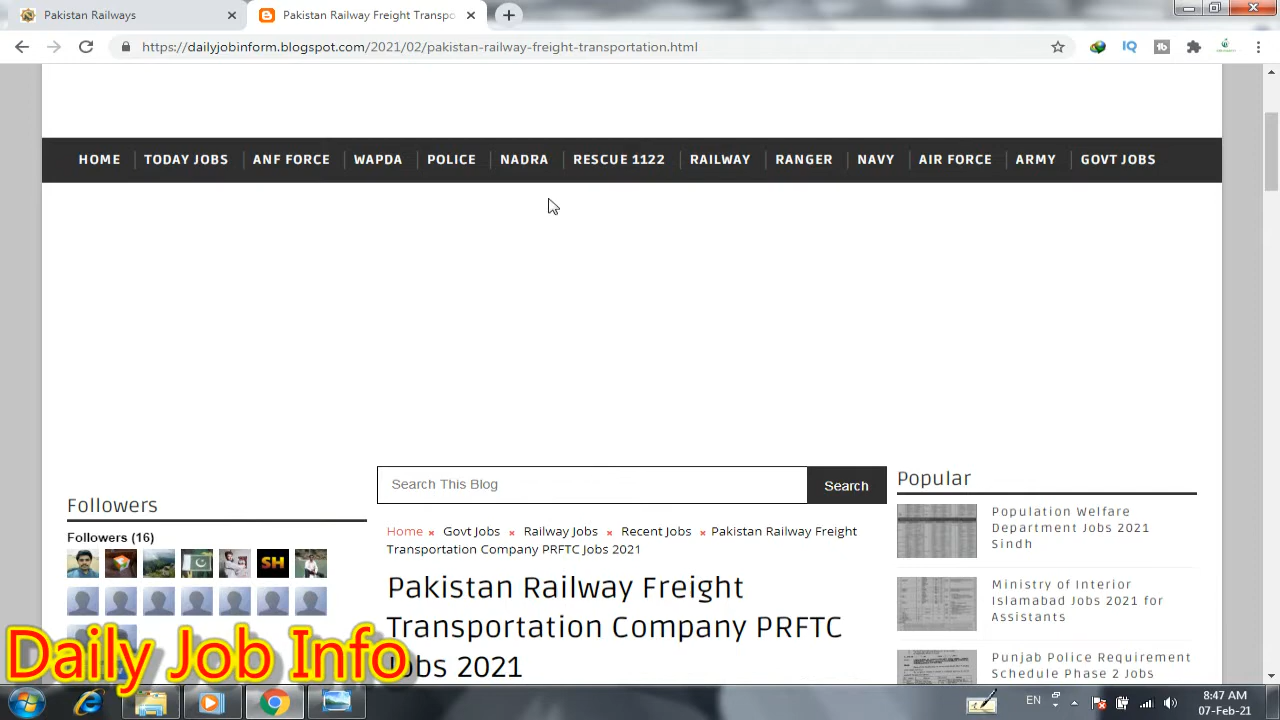 Pakistan Railways
Pakistan Railway Freight Transpo
https://dailyjobinform.blogspot.com/2021/02/pakistan-railway-freight-transportation.html
IQ
HOME TODAY JOBS ANF FORCE WAPDA POLICE NADRA RESCUE 1122 RAILWAY RANGER NAVY AIR FORCE ARMY GOVT JOBS
Search This Blog
Search
Followers
Followers (16)
SH
Home × Govt Jobs × Railway Jobs × Recent Jobs × Pakistan Railway Freight
Transportation Company PRFTC Jobs 2021
Pakistan Railway Freight
Transportation Company PRFTC
Jobs 2021
Popular
Population Welfare
Department Jobs 2021
Sindh
Ministry of Interior
Islamabad Jobs 2021 for
Assistants
Punjab Police Requirement
Schedule Phase 2 Jobs
Daily Job Info
EN
8:47 AM
07-Feb-21